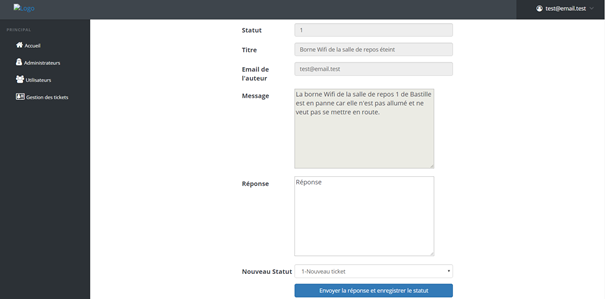 Logo
test@email.test
PRINCIPAL
Accueil
Administrateurs
Utilisateurs
Gestion des tickets
Statut
1
Titre
Borne Wifi de la salle de repos éteint
Email de
l'auteur
test@email.test
Message
La borne Wifi de la salle de repos 1 de Bastille
est en panne car elle n'est pas allumé et ne
veut pas se mettre en route.
Réponse
Réponse
Nouveau Statut
1-Nouveau ticket
Envoyer la réponse et enregistrer le statut